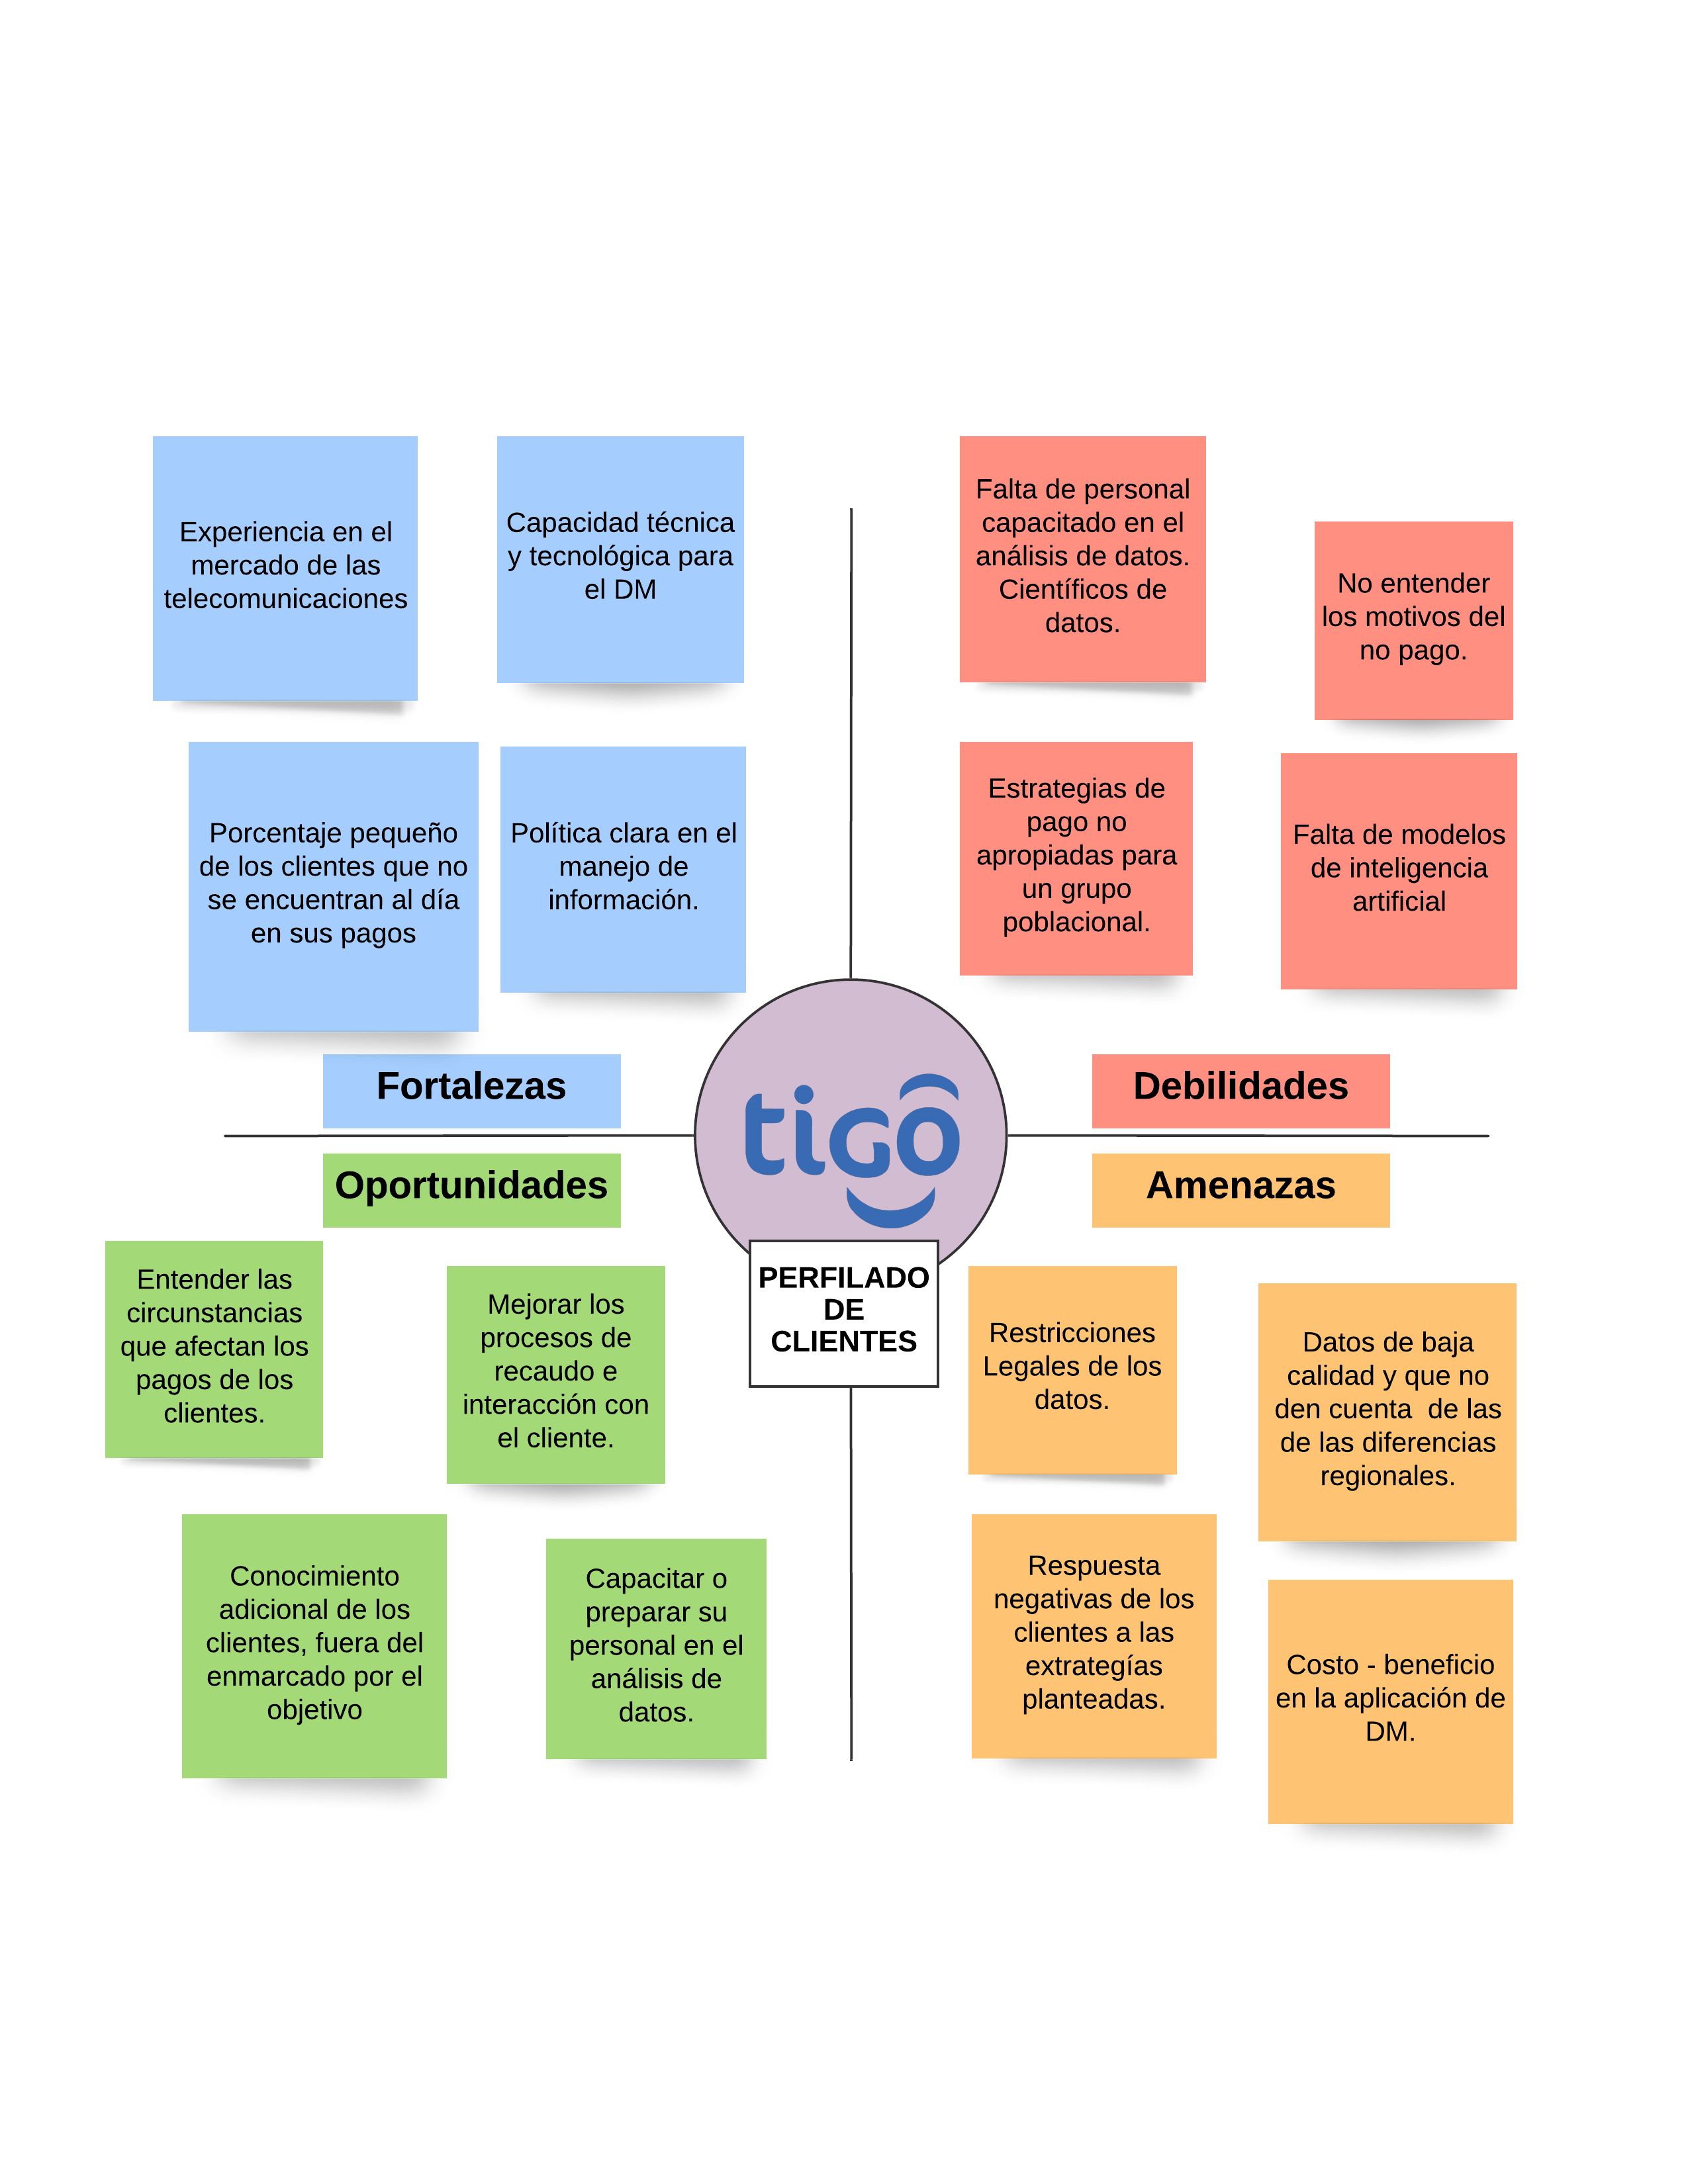 Experiencia en el
mercado de las
telecomunicaciones
Capacidad técnica
y tecnológica para
el DM
Porcentaje pequeño
de los clientes que no
se encuentran al día
en sus pagos
Política clara en el
manejo de
información.
Fortalezas
Falta de personal
capacitado en el
análisis de datos.
Científicos de
datos.
No entender
los motivos del
no pago.
Estrategias de
pago no
apropiadas para
un grupo
poblacional.
Falta de modelos
de inteligencia
artificial
Debilidades
tiGO
PERFILADO
DE
CLIENTES
Oportunidades
Entender las
circunstancias
que afectan los
pagos de los
clientes.
Mejorar los
procesos de
recaudo e
interacción con
el cliente.
Conocimiento
adicional de los
clientes, fuera del
enmarcado por el
objetivo
Capacitar o
preparar su
personal en el
análisis de
datos.
Amenazas
Restricciones
Legales de los
datos.
Datos de baja
calidad y que no
den cuenta  de las
de las diferencias
regionales.
Respuesta
negativas de los
clientes a las
extrategías
planteadas.
Costo - beneficio
en la aplicación de
DM.